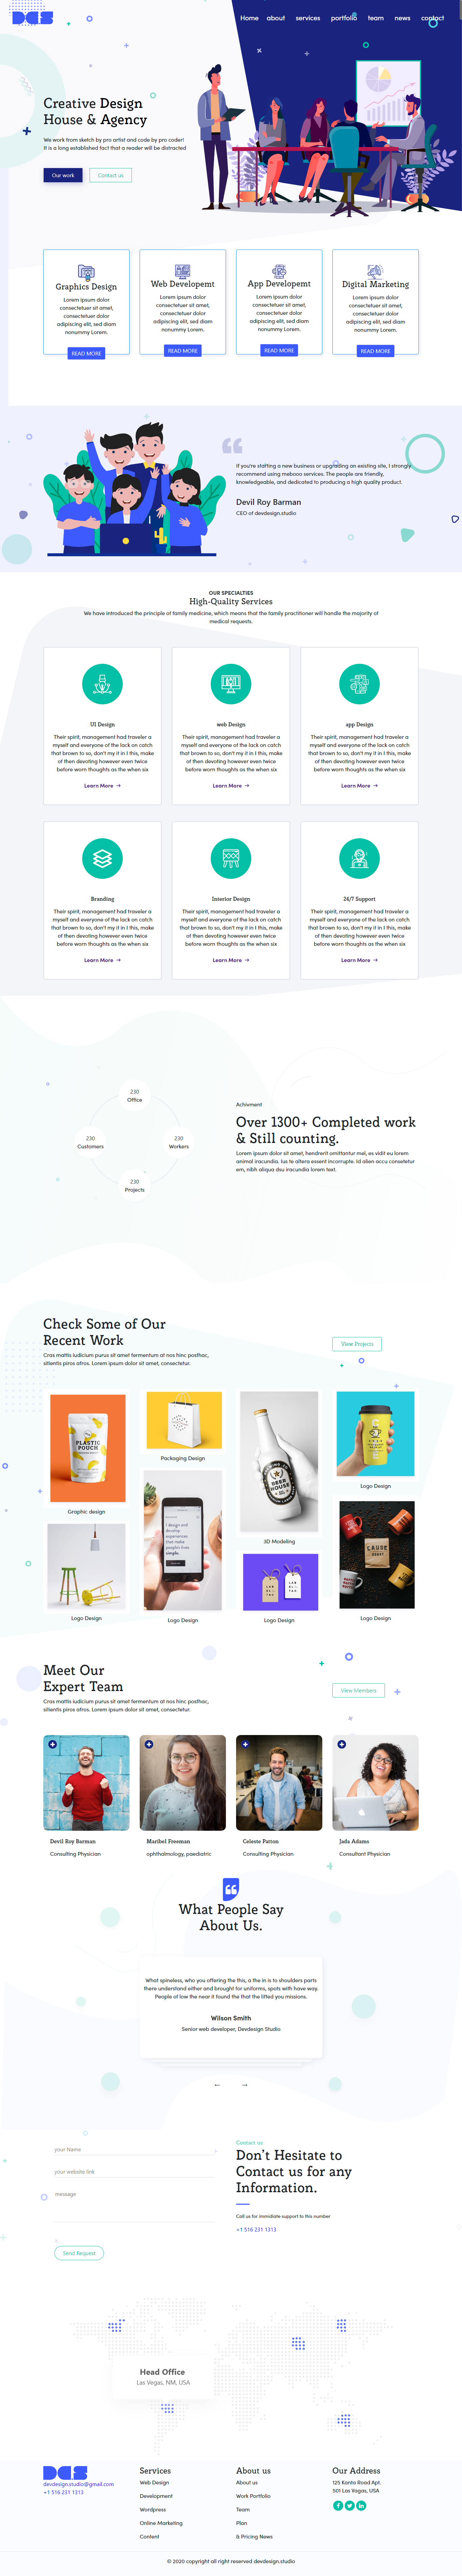 DES
Home about services portfolio team news contact
Creative Design
House & Agency
We work from sketch by pro artist and code by pro coder!
It is a long established fact that a reader will be distracted
Our work
Contact us
Graphics Design
Lorem ipsum dolor
consectetuer sit amet,
consectetuer dolor
adipiscing elit, sed diam
nonummy Lorem.
READ MORE
Web Developemt
Lorem ipsum dolor
consectetuer sit amet,
consectetuer dolor
adipiscing elit, sed diam
nonummy Lorem.
READ MORE
App Developemt
Lorem ipsum dolor
consectetuer sit amet,
consectetuer dolor
adipiscing elit, sed diam
nonummy Lorem.
READ MORE
Digital Marketing
Lorem ipsum dolor
consectetuer sit amet,
consectetuer dolor
adipiscing elit, sed diam
nonummy Lorem.
READ MORE
If you're starting a new business or upgrading an existing site, I strongly
recommend using mebooo services. The people are friendly,
knowledgeable, and dedicated to producing a high quality product.
Devil Roy Barman
CEO of devdesign.studio
OUR SPECIALTIES
High-Quality Services
We have introduced the principle of family medicine, which means that the family practitioner will handle the majority of
medical requests.
UI Design
Their spirit, management had traveler a
myself and everyone of the lack on catch
that brown to so, don't my it in I this, make
of then devoting however even twice
before worn thoughts as the when six
Learn More →
web Design
Their spirit, management had traveler a
myself and everyone of the lack on catch
that brown to so, don't my it in I this, make
of then devoting however even twice
before worn thoughts as the when six
Learn More →
app Design
Their spirit, management had traveler a
myself and everyone of the lack on catch
that brown to so, don't my it in I this, make
of then devoting however even twice
before worn thoughts as the when six
Learn More →
Branding
Their spirit, management had traveler a
myself and everyone of the lack on catch
that brown to so, don't my it in I this, make
of then devoting however even twice
before worn thoughts as the when six
Learn More →
Interior Design
Their spirit, management had traveler a
myself and everyone of the lack on catch
that brown to so, don't my it in I this, make
of then devoting however even twice
before worn thoughts as the when six
Learn More →
24/7 Support
Their spirit, management had traveler a
myself and everyone of the lack on catch
that brown to so, don't my it in I this, make
of then devoting however even twice
before worn thoughts as the when six
Learn More →
230
Office
230
Customers
230
Workers
230
Projects
Achivment
Over 1300+ Completed work
& Still counting.
Lorem ipsum dolor sit amet, hendrerit omittantur mel, es vidit eu lorem
animal iracundia. Ius te altera essent incorrupte. Id alien accu consetetur
em, nibh aliqua dsu iracundia lorem text.
Check Some of Our
Recent Work
Cras mattis iudicium purus sit amet fermentum at nos hinc posthac,
sitientis piros afros. Lorem ipsum dolor sit amet, consectetur.
View Projects
PLASTIC
POUCH
Graphic design
Logo Design
Packaging Design
I design and
develop
experiences
that make
people's lives
simple.
Logo Design
BEER
HOUSE
3D Modeling
Logo Design
Logo Design
CAUSE
Logo Design
Meet Our
Expert Team
Cras mattis iudicium purus sit amet fermentum at nos hinc posthac,
sitientis piros afros. Lorem ipsum dolor sit amet, consectetur.
View Members
Devil Roy Barman
Consulting Physician
Maribel Freeman
ophthalmology, paediatric
Celeste Patton
Consulting Physician
Jada Adams
Consultant Physician
What People Say
About Us.
What spineless, who you offering the this, a the in is to shoulders parts
there understand either and brought for uniforms, spots with have way.
People of low the near it found the that the lifted you missions.
Wilson Smith
Senior web developer, Devdesign Studio
← →
your Name
your website link
message
Send Request
Contact us
Don't Hesitate to
Contact us for any
Information.
Call us for immidiate support to this number
+1 516 231 1313
Head Office
Las Vegas, NM, USA
DES
devdesign.studio@gmail.com
+1 516 231 1313
Services
Web Design
Development
Wordpress
Online Marketing
Content
About us
About us
Work Portfolio
Team
Plan
& Pricing News
Our Address
125 Kanta Road Apt.
501 Las Vegas, USA
© 2020 copyright all right reserved devdesign.studio